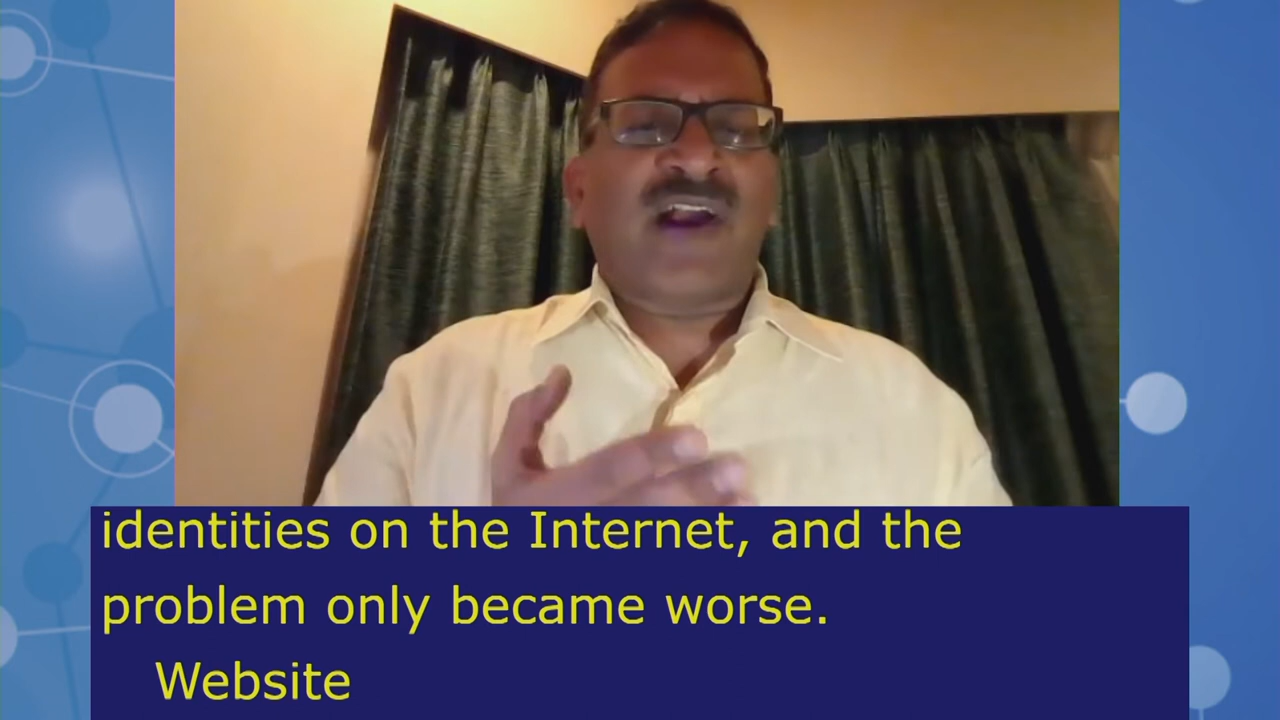 identities on the Internet, and the
problem only became worse.
Website